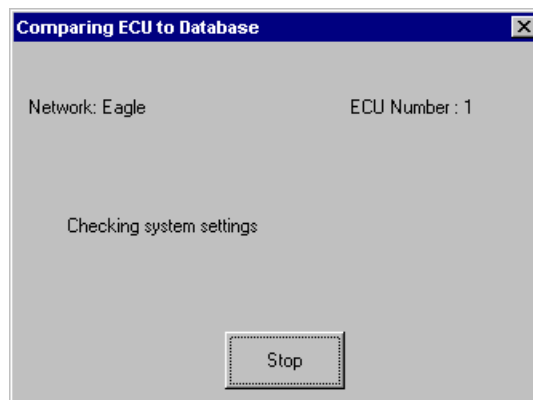 Comparing ECU to Database
Network: Eagle ECU Number : 1
Checking system settings
Stop